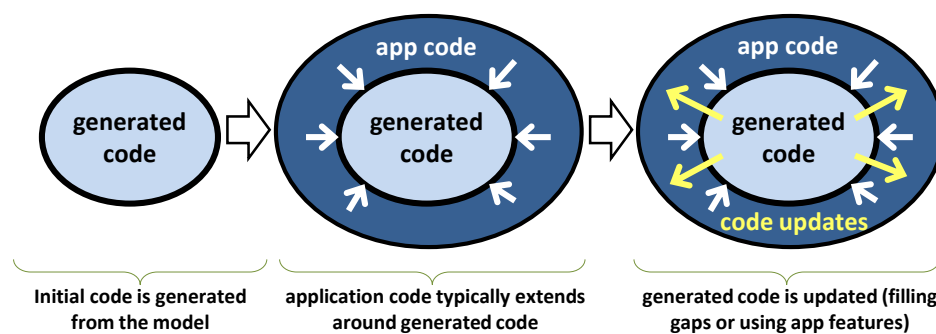 generated
code
app code
generated
code
app code
generated
code
code updates
Initial code is generated
from the model
application code typically extends
around generated code
generated code is updated (filling
gaps or using app features)